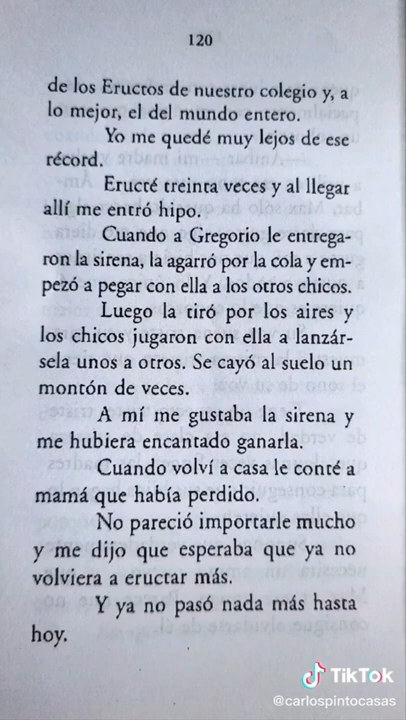 120
de los Eructos de nuestro colegio y, a
lo mejor, el del mundo entero.
Yo me quedé muy lejos de ese
récord.
Eructé treinta veces y al llegar
allí me entró hipo.
Cuando a Gregorio le entrega-
ron la sirena, la agarró por la cola y em-
pezó a pegar con ella a los otros chicos.
Luego la tiró por los aires y
los chicos jugaron con ella a lanzár-
sela unos a otros. Se cayó al suelo un
montón de veces.
A mí me gustaba la sirena y
me hubiera encantado ganarla.
Cuando volví a casa le conté a
mamá que había perdido.
No pareció importarle mucho
y me dijo que esperaba que ya no
volviera a eructar más.
Y ya no pasó nada más hasta
hoy.
TikTok
@carlospintocasas